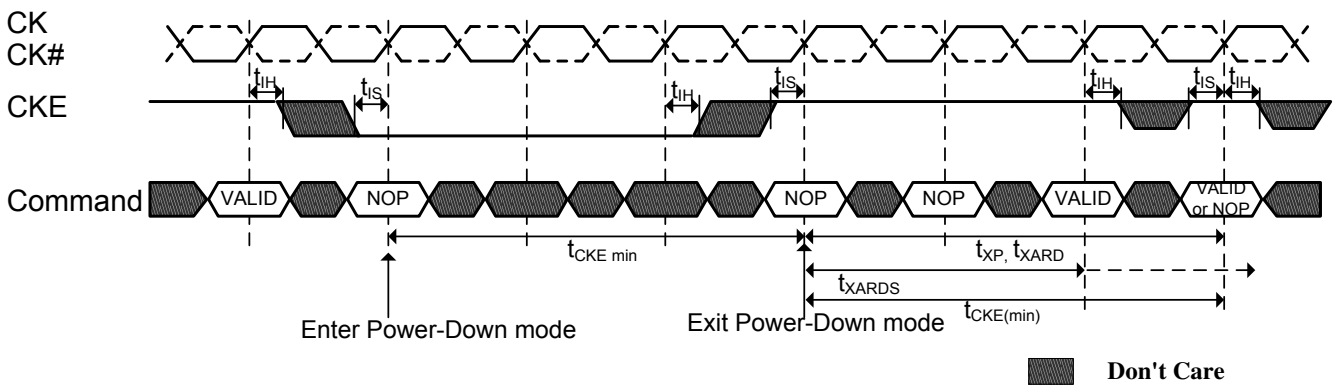 CK
CK#
tIH
tIS
tIH
tIS
tIH
tIS
tIH
CKE
Command
VALID
NOP
NOP
NOP
VALID
VALID
or NOP
tCKE min
tXP, tXARD
tXARDS
tCKE(min)
Enter Power-Down mode
Exit Power-Down mode
Don't Care